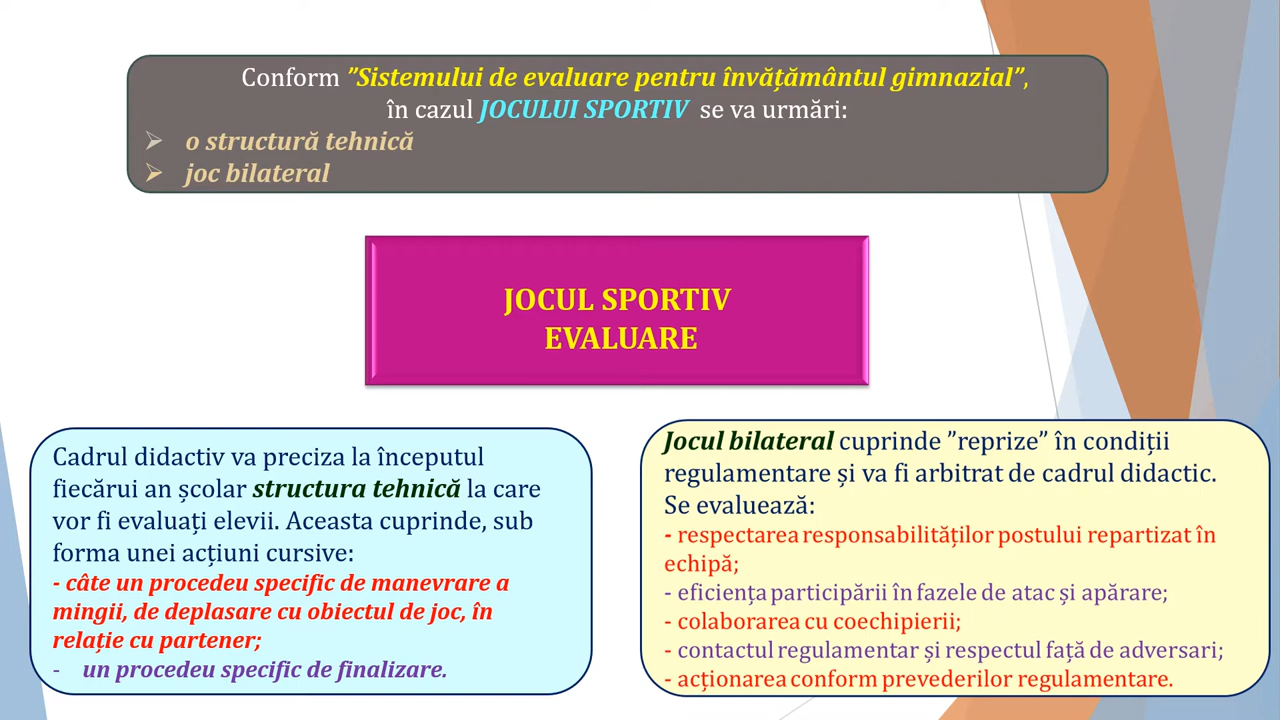 Conform ”Sistemului de evaluare pentru învățământul gimnazial”,
în cazul JOCULUI SPORTIV se va urmări:
➢ o structură tehnică
➢ joc bilateral
JOCUL SPORTIV
EVALUARE
Cadrul didactiv va preciza la începutul
fiecărui an școlar structura tehnică la care
vor fi evaluați elevii. Aceasta cuprinde, sub
forma unei acțiuni cursive:
- câte un procedeu specific de manevrare a
mingii, de deplasare cu obiectul de joc, în
relație cu partener;
- un procedeu specific de finalizare.
Jocul bilateral cuprinde ”reprize” în condiții
regulamentare și va fi arbitrat de cadrul didactic.
Se evaluează:
- respectarea responsabilităților postului repartizat în
echipă;
- eficiența participării în fazele de atac și apărare;
- colaborarea cu coechipierii;
- contactul regulamentar și respectul față de adversari;
- acționarea conform prevederilor regulamentare.